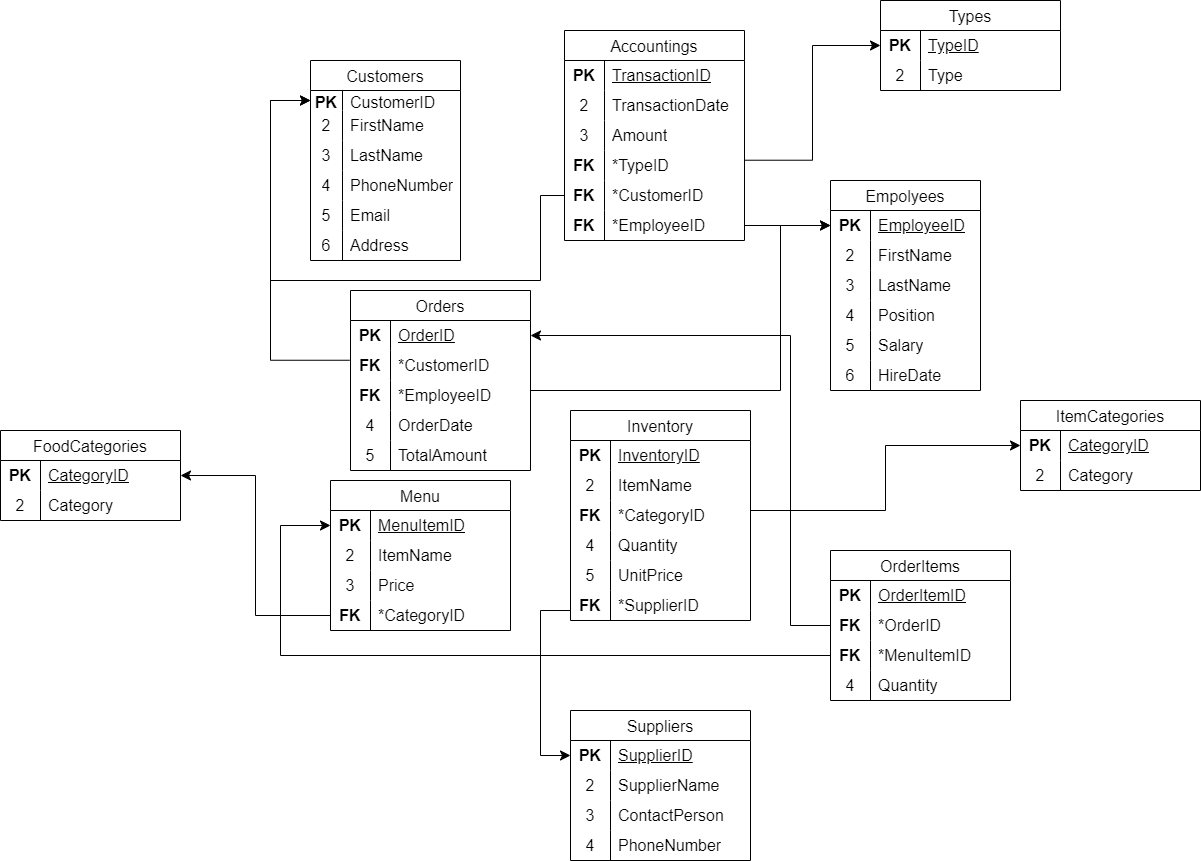 Types
PK TypeID
2 Type
Accountings
PK TransactionID
2 TransactionDate
3 Amount
FK *TypeID
FK *CustomerID
FK *EmployeeID
Customers
PK CustomerID
2 FirstName
3 LastName
4 PhoneNumber
5 Email
6 Address
Empolyees
PK EmployeeID
2 FirstName
3 LastName
4 Position
5 Salary
6 HireDate
Orders
PK OrderID
FK *CustomerID
FK *EmployeeID
4 OrderDate
5 TotalAmount
FoodCategories
PK CategoryID
2 Category
Menu
PK MenuItemID
2 ItemName
3 Price
FK *CategoryID
Inventory
PK InventoryID
2 ItemName
FK *CategoryID
4 Quantity
5 UnitPrice
FK *SupplierID
ItemCategories
PK CategoryID
2 Category
OrderItems
PK OrderItemID
FK *OrderID
FK *MenuItemID
4 Quantity
Suppliers
PK SupplierID
2 SupplierName
3 ContactPerson
4 PhoneNumber